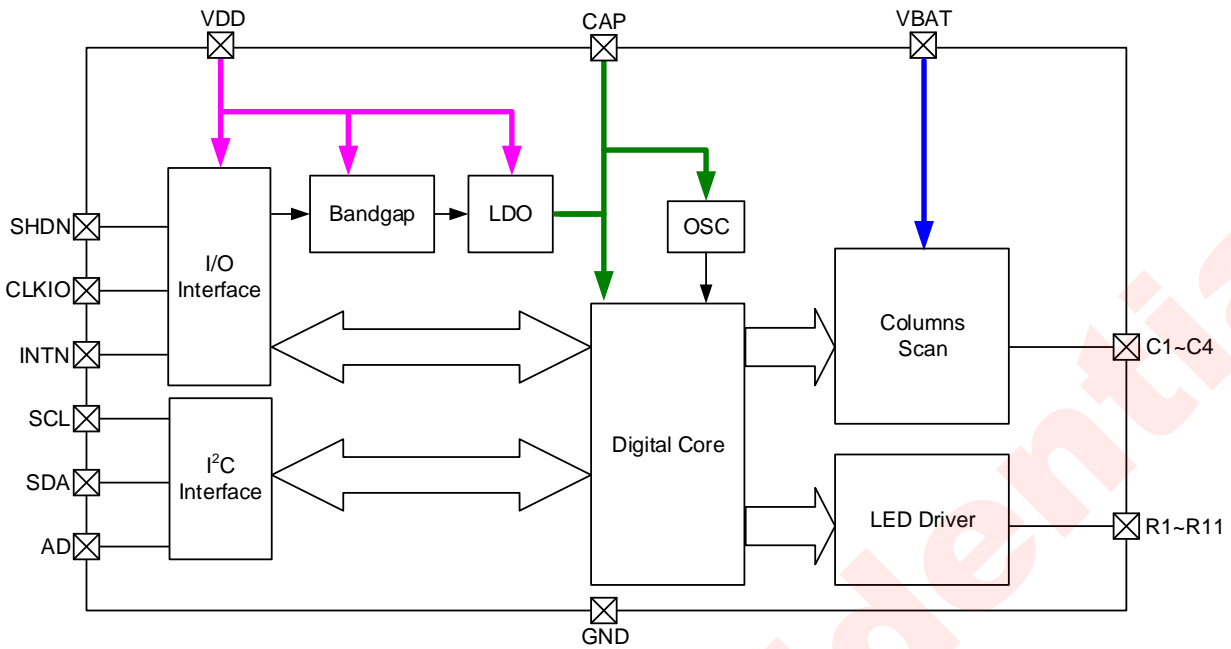 VDD
CAP
VBAT
SHDN
CLKIO
INTN
SCL
SDA
AD
I/O
Interface
Bandgap
LDO
OSC
I²C
Interface
Digital Core
Columns
Scan
LED Driver
C1~C4
R1~R11
GND